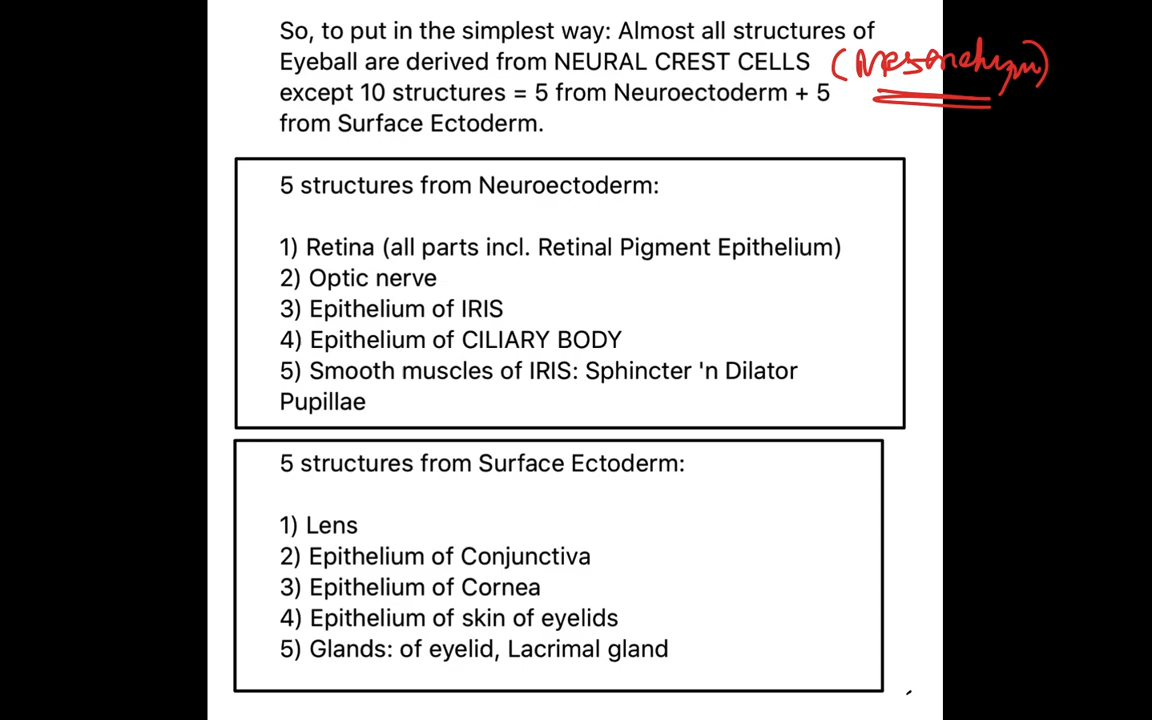 So, to put in the simplest way: Almost all structures of
Eyeball are derived from NEURAL CREST CELLS (Mesenchym)
except 10 structures = 5 from Neuroectoderm + 5
from Surface Ectoderm.
5 structures from Neuroectoderm:
1) Retina (all parts incl. Retinal Pigment Epithelium)
2) Optic nerve
3) Epithelium of IRIS
4) Epithelium of CILIARY BODY
5) Smooth muscles of IRIS: Sphincter 'n Dilator
Pupillae
5 structures from Surface Ectoderm:
1) Lens
2) Epithelium of Conjunctiva
3) Epithelium of Cornea
4) Epithelium of skin of eyelids
5) Glands: of eyelid, Lacrimal gland